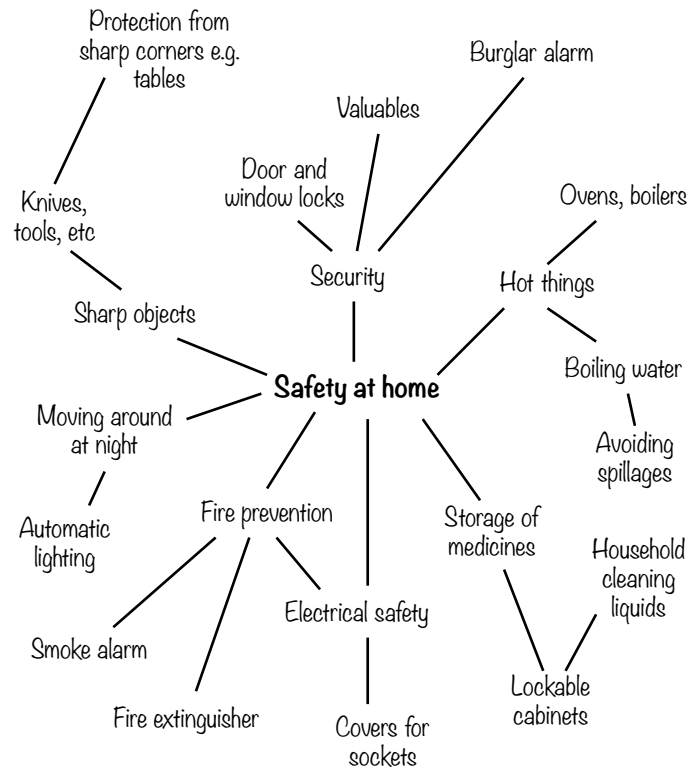 Protection from
sharp corners e.g.
tables
Burglar alarm
Valuables
Door and
window locks
Ovens, boilers
Knives,
tools, etc
Security
Hot things
Sharp objects
Boiling water
Safety at home
Moving around
at night
Avoiding
spillages
Fire prevention
Storage of
medicines
Automatic
lighting
Household
cleaning
liquids
Electrical safety
Smoke alarm
Lockable
cabinets
Fire extinguisher
Covers for
sockets